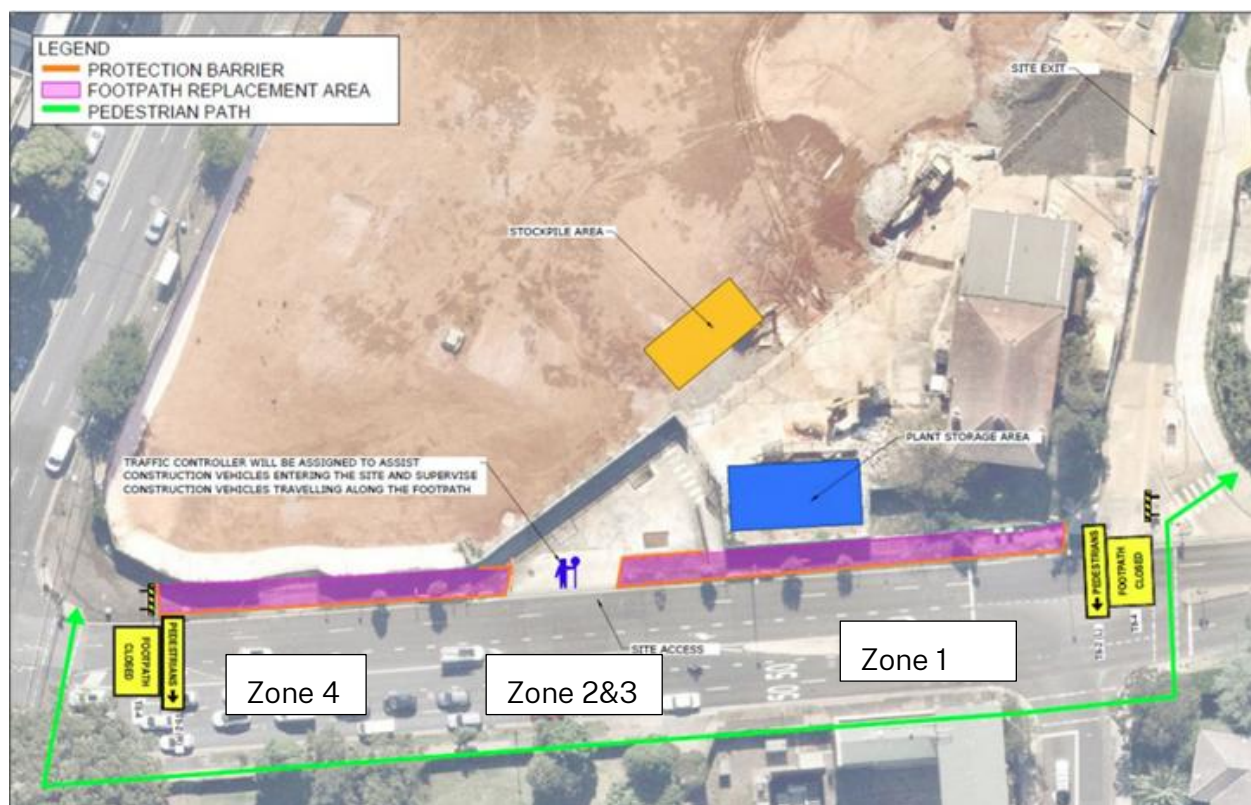 LEGEND
PROTECTION BARRIER
FOOTPATH REPLACEMENT AREA
PEDESTRIAN PATH
SITE EXIT
STOCKPILE AREA
PLANT STORAGE AREA
TRAFFIC CONTROLLER WILL BE ASSIGNED TO ASSIST
CONSTRUCTION VEHICLES ENTERING THE SITE AND SUPERVISE
CONSTRUCTION VEHICLES TRAVELLING ALONG THE FOOTPATH
PEDESTRIANS
FOOTPATH
CLOSED
SITE ACCESS
FOOTPATH
CLOSED
PEDESTRIANS
Zone 4
Zone 2&3
50 50
Zone 1